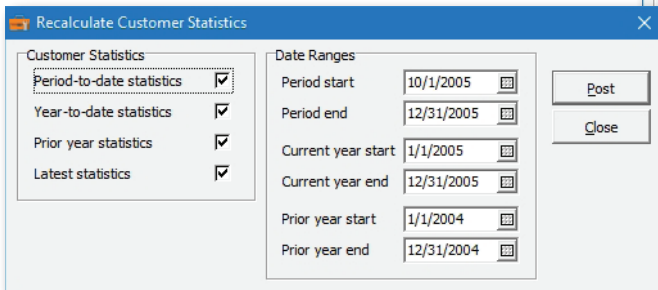 Recalculate Customer Statistics
Customer Statistics
Period-to-date statistics
Year-to-date statistics
Prior year statistics
Latest statistics
Date Ranges
Period start 10/1/2005
Period end 12/31/2005
Current year start 1/1/2005
Current year end 12/31/2005
Prior year start 1/1/2004
Prior year end 12/31/2004
Post
Close